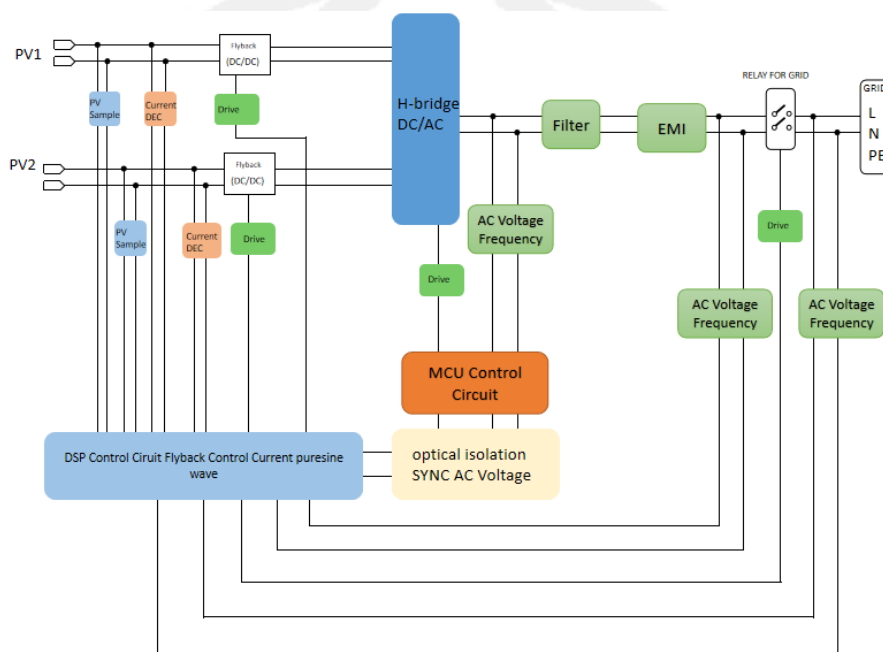 PV1
Flyback
(DC/DC)
PV
Sample
Current
DEC
Drive
PV2
Flyback
(DC/DC)
PV
Sample
Current
DEC
Drive
H-bridge
DC/AC
Filter
EMI
RELAY FOR GRID
GRID
L
N
PE
AC Voltage
Frequency
Drive
Drive
AC Voltage
Frequency
AC Voltage
Frequency
MCU Control
Circuit
DSP Control Ciruit Flyback Control Current puresine
wave
optical isolation
SYNC AC Voltage